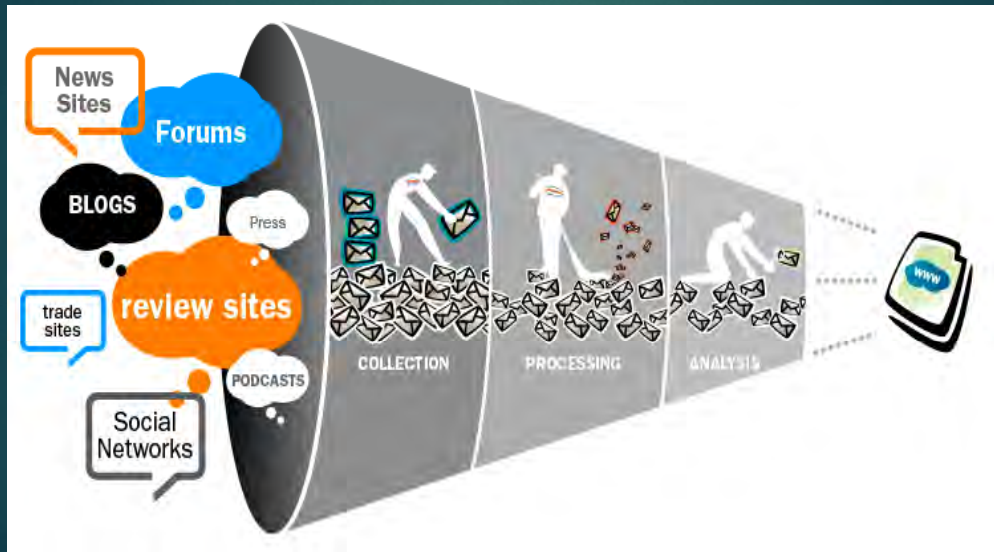 News
Sites
Forums
BLOGS
Press
review sites
trade
sites
PODCASTS
Social
Networks
COLLECTION
PROCESSING
ANALYSIS
www